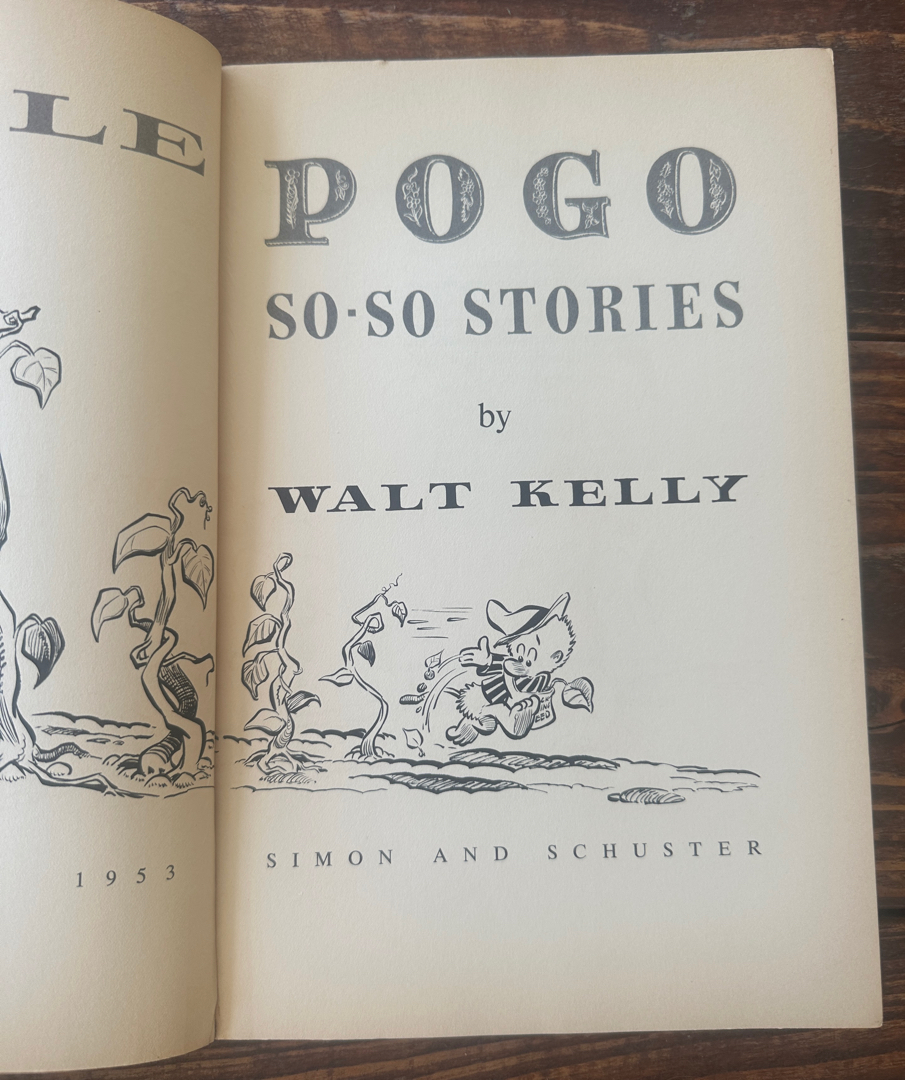 LE
1953
POGO
SO-SO STORIES
by
WALT KELLY
SIMON AND SCHUSTER